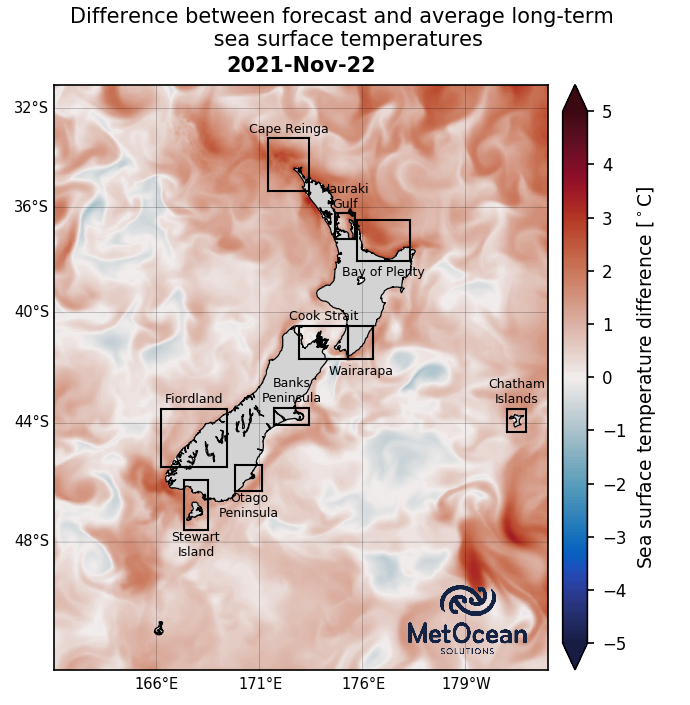 Difference between forecast and average long-term
sea surface temperatures
2021-Nov-22
32°S
36°S
40°S
44°S
48°S
166°E
171°E
176°E
179°W
Cape Reinga
Hauraki
Gulf
Bay of Plenty
Cook Strait
Wairarapa
Banks
Peninsula
Fiordland
Chatham
Islands
Otago
Peninsula
Stewart
Island
MetOcean
SOLUTIONS
5
4
3
2
1
0
−1
−2
−3
−4
−5
Sea surface temperature difference [°C]